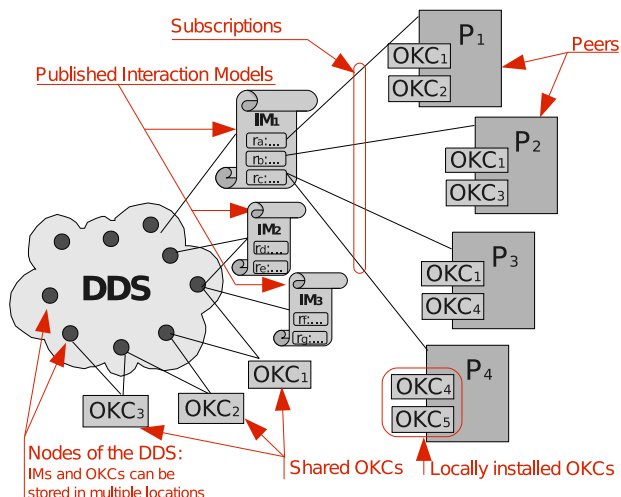 Subscriptions
Published Interaction Models
Peers
P1
OKC1
OKC2
IM1
ra:...
rb:...
rc:...
P2
OKC1
OKC3
IM2
rd:...
re:...
DDS
P3
OKC1
OKC4
IM3
rf:...
rg:...
P4
OKC4
OKC5
OKC1
OKC2
OKC3
Nodes of the DDS:
IMs and OKCs can be
stored in multiple locations
Shared OKCs
Locally installed OKCs